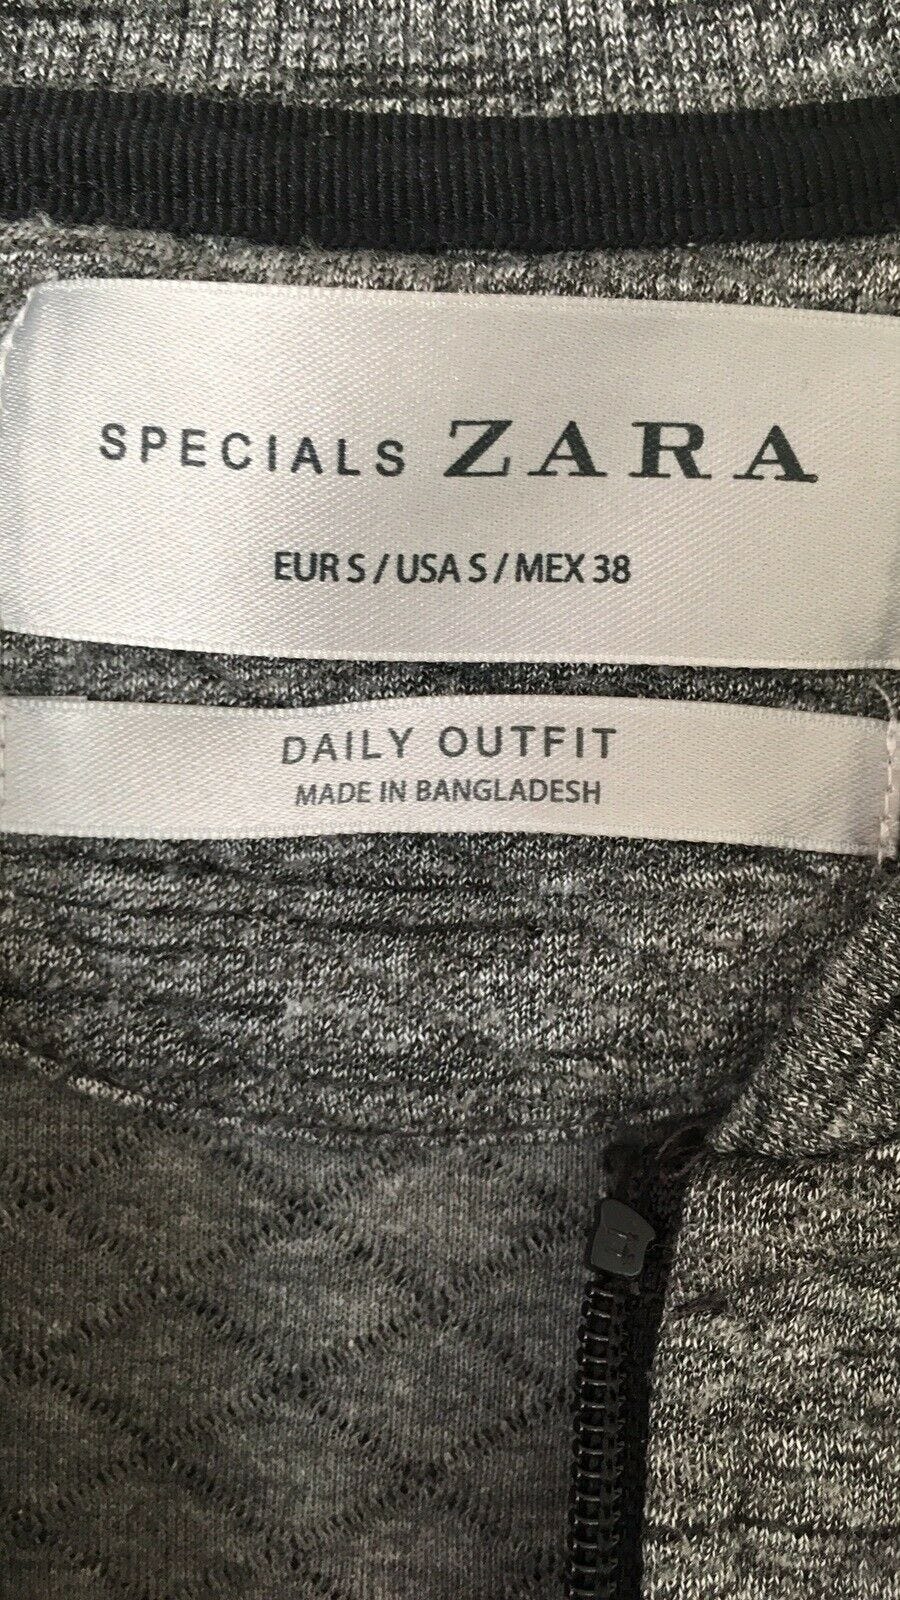 SPECIALS ZARA
EUR S / USA S / MEX 38
DAILY OUTFIT
MADE IN BANGLADESH